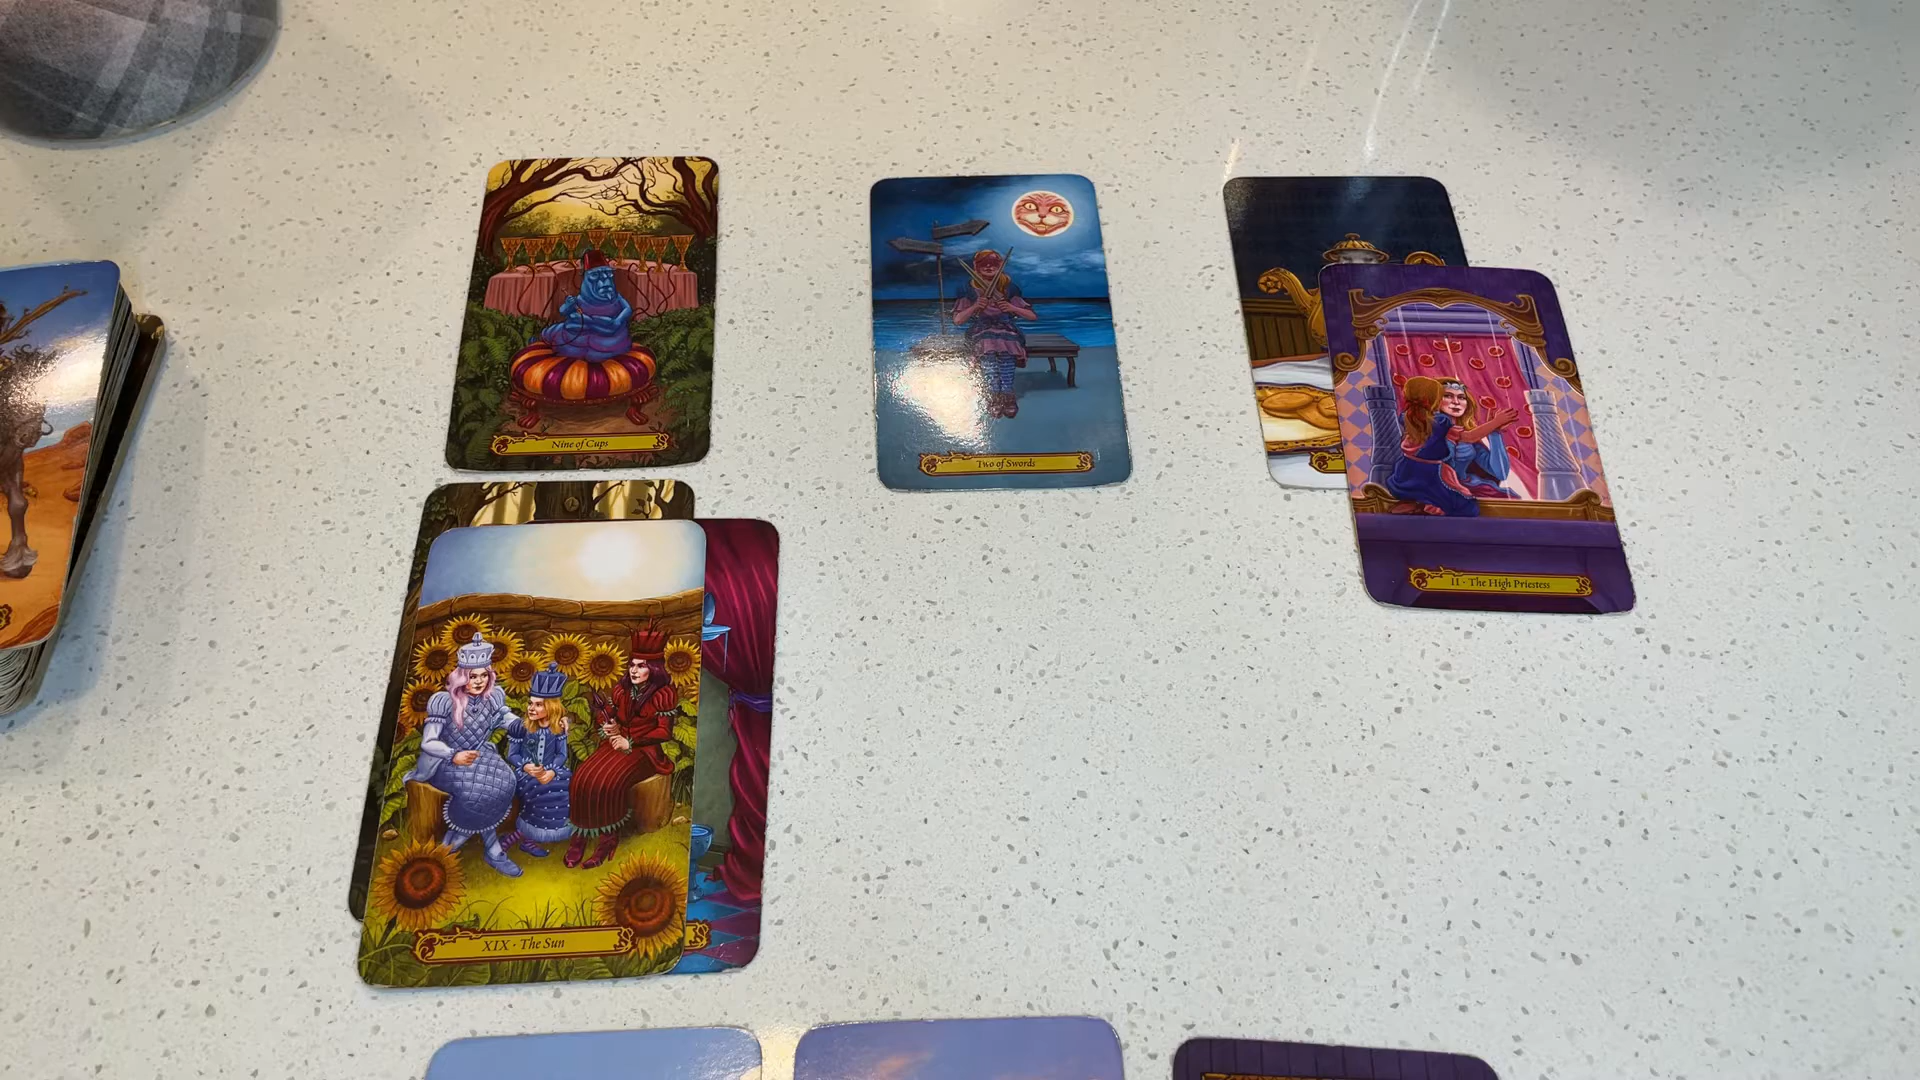 Nine of Cups
Two of Swords
II · The High Priestess
XIX · The Sun